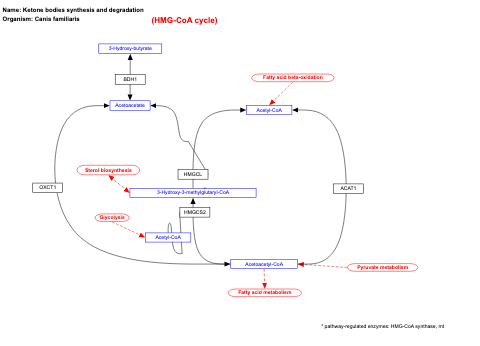 Name: Ketone bodies synthesis and degradation
Organism: Canis familiaris
(HMG-CoA cycle)
3-Hydroxy-butyrate
BDH1
Fatty acid beta-oxidation
Acetoacetate
Acetyl-CoA
Sterol biosynthesis
HMGCL
OXCT1
3-Hydroxy-3-methylglutaryl-CoA
ACAT1
HMGCS2
Glycolysis
Acetyl-CoA
Acetoacetyl-CoA
Pyruvate metabolism
Fatty acid metabolism
* pathway-regulated enzymes: HMG-CoA synthase, mt